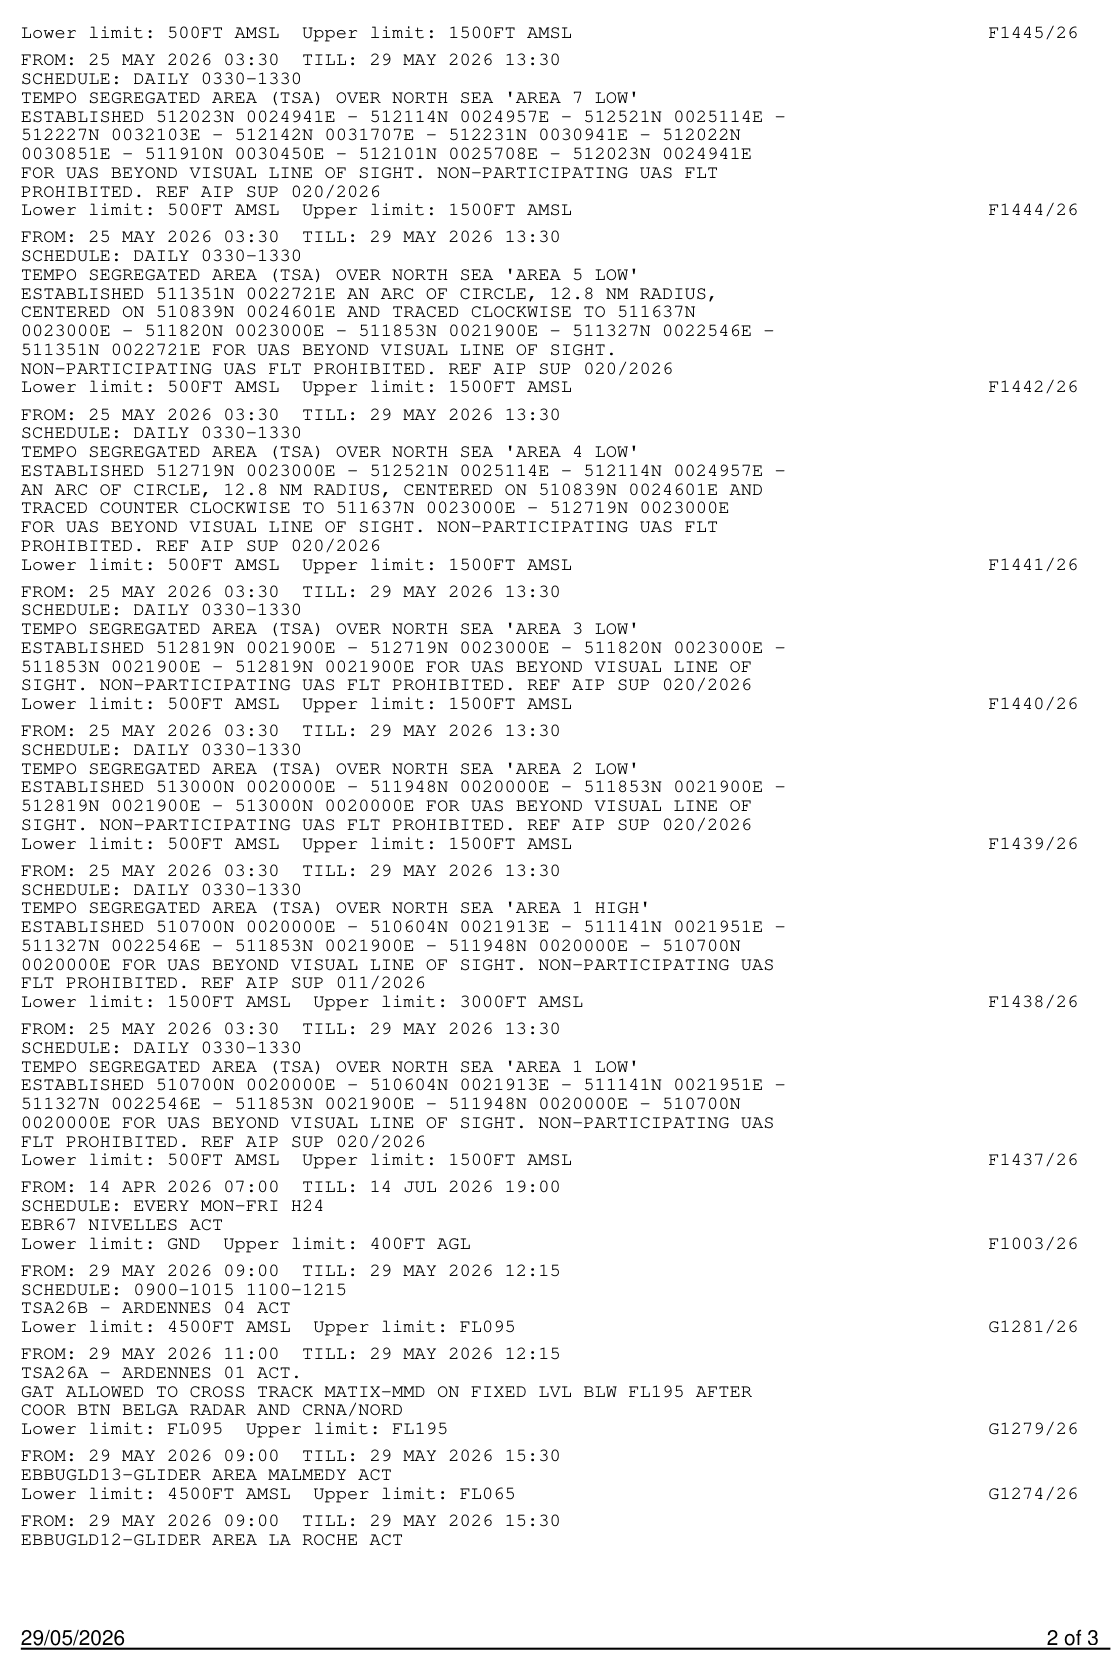 Lower limit: 500FT AMSL  Upper limit: 1500FT AMSL F1445/26
FROM: 25 MAY 2026 03:30  TILL: 29 MAY 2026 13:30
SCHEDULE: DAILY 0330-1330
TEMPO SEGREGATED AREA (TSA) OVER NORTH SEA 'AREA 7 LOW'
ESTABLISHED 512023N 0024941E - 512114N 0024957E - 512521N 0025114E -
512227N 0032103E - 512142N 0031707E - 512231N 0030941E - 512022N
0030851E - 511910N 0030450E - 512101N 0025708E - 512023N 0024941E
FOR UAS BEYOND VISUAL LINE OF SIGHT. NON-PARTICIPATING UAS FLT
PROHIBITED. REF AIP SUP 020/2026
Lower limit: 500FT AMSL  Upper limit: 1500FT AMSL F1444/26
FROM: 25 MAY 2026 03:30  TILL: 29 MAY 2026 13:30
SCHEDULE: DAILY 0330-1330
TEMPO SEGREGATED AREA (TSA) OVER NORTH SEA 'AREA 5 LOW'
ESTABLISHED 511351N 0022721E AN ARC OF CIRCLE, 12.8 NM RADIUS,
CENTERED ON 510839N 0024601E AND TRACED CLOCKWISE TO 511637N
0023000E - 511820N 0023000E - 511853N 0021900E - 511327N 0022546E -
511351N 0022721E FOR UAS BEYOND VISUAL LINE OF SIGHT.
NON-PARTICIPATING UAS FLT PROHIBITED. REF AIP SUP 020/2026
Lower limit: 500FT AMSL  Upper limit: 1500FT AMSL F1442/26
FROM: 25 MAY 2026 03:30  TILL: 29 MAY 2026 13:30
SCHEDULE: DAILY 0330-1330
TEMPO SEGREGATED AREA (TSA) OVER NORTH SEA 'AREA 4 LOW'
ESTABLISHED 512719N 0023000E - 512521N 0025114E - 512114N 0024957E -
AN ARC OF CIRCLE, 12.8 NM RADIUS, CENTERED ON 510839N 0024601E AND
TRACED COUNTER CLOCKWISE TO 511637N 0023000E - 512719N 0023000E
FOR UAS BEYOND VISUAL LINE OF SIGHT. NON-PARTICIPATING UAS FLT
PROHIBITED. REF AIP SUP 020/2026
Lower limit: 500FT AMSL  Upper limit: 1500FT AMSL F1441/26
FROM: 25 MAY 2026 03:30  TILL: 29 MAY 2026 13:30
SCHEDULE: DAILY 0330-1330
TEMPO SEGREGATED AREA (TSA) OVER NORTH SEA 'AREA 3 LOW'
ESTABLISHED 512819N 0021900E - 512719N 0023000E - 511820N 0023000E -
511853N 0021900E - 512819N 0021900E FOR UAS BEYOND VISUAL LINE OF
SIGHT. NON-PARTICIPATING UAS FLT PROHIBITED. REF AIP SUP 020/2026
Lower limit: 500FT AMSL  Upper limit: 1500FT AMSL F1440/26
FROM: 25 MAY 2026 03:30  TILL: 29 MAY 2026 13:30
SCHEDULE: DAILY 0330-1330
TEMPO SEGREGATED AREA (TSA) OVER NORTH SEA 'AREA 2 LOW'
ESTABLISHED 513000N 0020000E - 511948N 0020000E - 511853N 0021900E -
512819N 0021900E - 513000N 0020000E FOR UAS BEYOND VISUAL LINE OF
SIGHT. NON-PARTICIPATING UAS FLT PROHIBITED. REF AIP SUP 020/2026
Lower limit: 500FT AMSL  Upper limit: 1500FT AMSL F1439/26
FROM: 25 MAY 2026 03:30  TILL: 29 MAY 2026 13:30
SCHEDULE: DAILY 0330-1330
TEMPO SEGREGATED AREA (TSA) OVER NORTH SEA 'AREA 1 HIGH'
ESTABLISHED 510700N 0020000E - 510604N 0021913E - 511141N 0021951E -
511327N 0022546E - 511853N 0021900E - 511948N 0020000E - 510700N
0020000E FOR UAS BEYOND VISUAL LINE OF SIGHT. NON-PARTICIPATING UAS
FLT PROHIBITED. REF AIP SUP 011/2026
Lower limit: 1500FT AMSL  Upper limit: 3000FT AMSL F1438/26
FROM: 25 MAY 2026 03:30  TILL: 29 MAY 2026 13:30
SCHEDULE: DAILY 0330-1330
TEMPO SEGREGATED AREA (TSA) OVER NORTH SEA 'AREA 1 LOW'
ESTABLISHED 510700N 0020000E - 510604N 0021913E - 511141N 0021951E -
511327N 0022546E - 511853N 0021900E - 511948N 0020000E - 510700N
0020000E FOR UAS BEYOND VISUAL LINE OF SIGHT. NON-PARTICIPATING UAS
FLT PROHIBITED. REF AIP SUP 020/2026
Lower limit: 500FT AMSL  Upper limit: 1500FT AMSL F1437/26
FROM: 14 APR 2026 07:00  TILL: 14 JUL 2026 19:00
SCHEDULE: EVERY MON-FRI H24
EBR67 NIVELLES ACT
Lower limit: GND  Upper limit: 400FT AGL F1003/26
FROM: 29 MAY 2026 09:00  TILL: 29 MAY 2026 12:15
SCHEDULE: 0900-1015 1100-1215
TSA26B - ARDENNES 04 ACT
Lower limit: 4500FT AMSL  Upper limit: FL095 G1281/26
FROM: 29 MAY 2026 11:00  TILL: 29 MAY 2026 12:15
TSA26A - ARDENNES 01 ACT.
GAT ALLOWED TO CROSS TRACK MATIX-MMD ON FIXED LVL BLW FL195 AFTER
COOR BTN BELGA RADAR AND CRNA/NORD
Lower limit: FL095  Upper limit: FL195 G1279/26
FROM: 29 MAY 2026 09:00  TILL: 29 MAY 2026 15:30
EBBUGLD13-GLIDER AREA MALMEDY ACT
Lower limit: 4500FT AMSL  Upper limit: FL065 G1274/26
FROM: 29 MAY 2026 09:00  TILL: 29 MAY 2026 15:30
EBBUGLD12-GLIDER AREA LA ROCHE ACT
29/05/2026 2 of 3